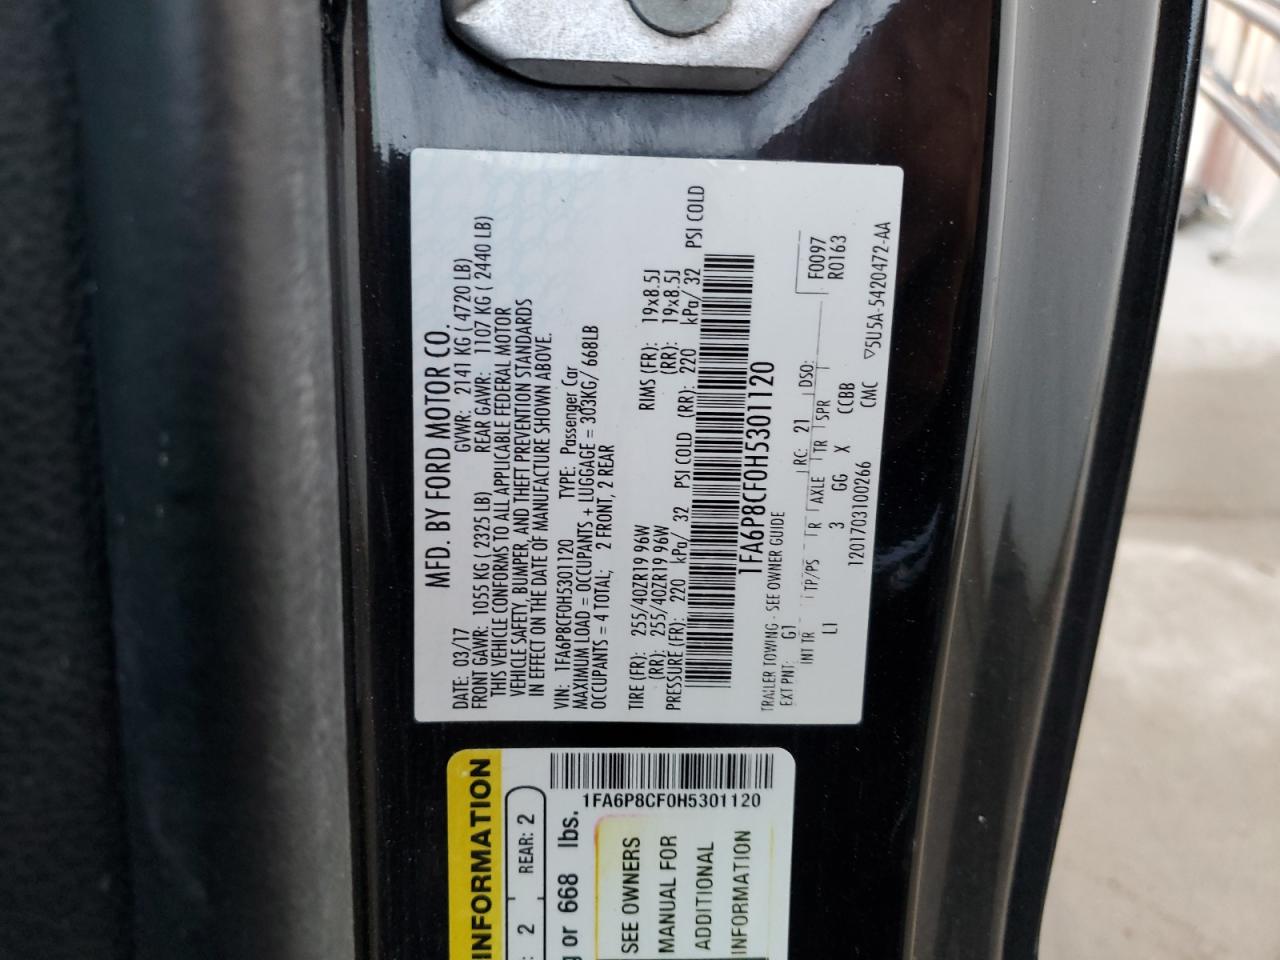 MFD. BY FORD MOTOR CO.
DATE: 03/17 GVWR: 2141 KG ( 4720 LB)
FRONT GAWR: 1055 KG ( 2325 LB) REAR GAWR: 1107 KG ( 2440 LB)
THIS VEHICLE CONFORMS TO ALL APPLICABLE FEDERAL MOTOR
VEHICLE SAFETY, BUMPER, AND THEFT PREVENTION STANDARDS
IN EFFECT ON THE DATE OF MANUFACTURE SHOWN ABOVE.
VIN: 1FA6P8CF0H5301120 TYPE: Passenger Car
MAXIMUM LOAD = OCCUPANTS + LUGGAGE = 303KG/ 668LB
OCCUPANTS = 4 TOTAL; 2 FRONT, 2 REAR
TIRE (FR): 255/40ZR19 96W RIMS (FR): 19x8.5J
(RR): 255/40ZR19 96W (RR): 19x8.5J
PRESSURE (FR): 220 kPa/ 32 PSI COLD (RR): 220 kPa/ 32 PSI COLD
1FA6P8CF0H5301120
TRAILER TOWING - SEE OWNER GUIDE
EXT PNT: G1 RC: 21 DSO: F0097
INT TR TP/PS R AXLE TR SPR R0163
LI 3 GG X CCBB
1201703100266 CMC ▽5U5A-5420472-AA
INFORMATION
: 2 REAR: 2
g or 668 lbs.
1FA6P8CF0H5301120
SEE OWNERS
MANUAL FOR
ADDITIONAL
INFORMATION